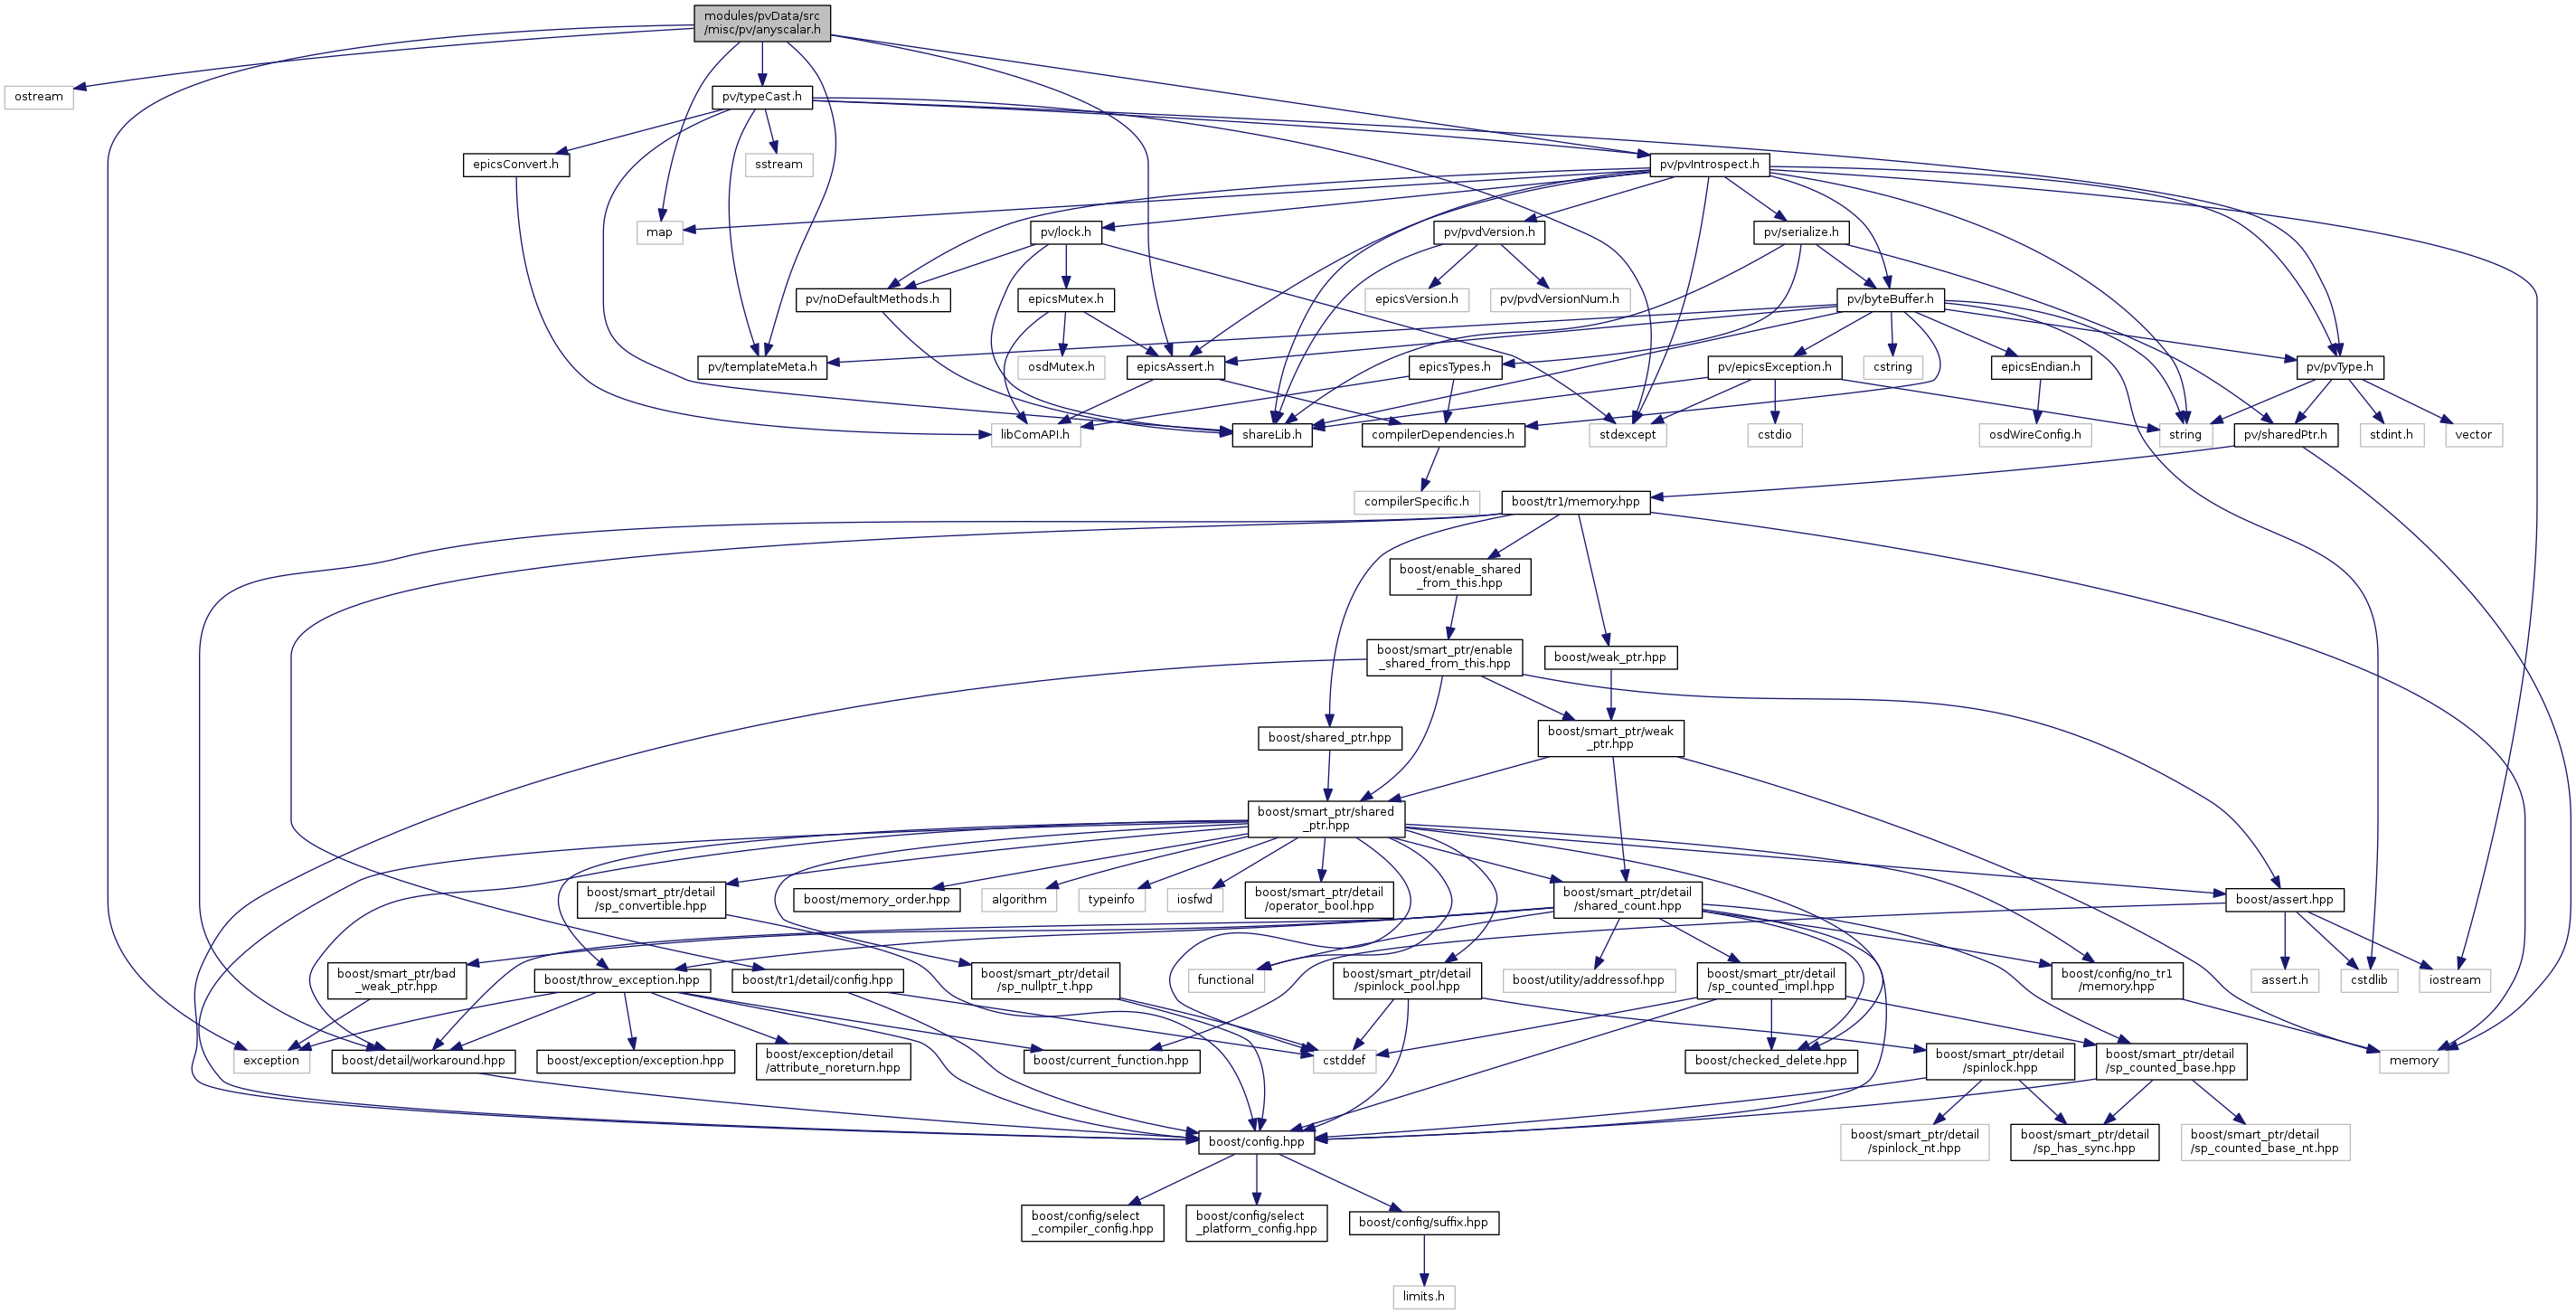 modules/pvData/src
/misc/pv/anyscalar.h
ostream
pv/typeCast.h
epicsConvert.h
sstream
pv/pvIntrospect.h
map
pv/lock.h
pv/pvdVersion.h
pv/serialize.h
pv/noDefaultMethods.h
epicsMutex.h
epicsVersion.h
pv/pvdVersionNum.h
pv/byteBuffer.h
pv/templateMeta.h
osdMutex.h
epicsAssert.h
epicsTypes.h
pv/epicsException.h
cstring
epicsEndian.h
pv/pvType.h
libComAPI.h
shareLib.h
compilerDependencies.h
stdexcept
cstdio
osdWireConfig.h
string
pv/sharedPtr.h
stdint.h
vector
compilerSpecific.h
boost/tr1/memory.hpp
boost/enable_shared
_from_this.hpp
boost/smart_ptr/enable
_shared_from_this.hpp
boost/weak_ptr.hpp
boost/shared_ptr.hpp
boost/smart_ptr/weak
_ptr.hpp
boost/smart_ptr/shared
_ptr.hpp
boost/smart_ptr/detail
/sp_convertible.hpp
boost/memory_order.hpp
algorithm
typeinfo
iosfwd
boost/smart_ptr/detail
/operator_bool.hpp
boost/smart_ptr/detail
/shared_count.hpp
boost/assert.hpp
boost/smart_ptr/bad
_weak_ptr.hpp
boost/throw_exception.hpp
boost/tr1/detail/config.hpp
boost/smart_ptr/detail
/sp_nullptr_t.hpp
functional
boost/smart_ptr/detail
/spinlock_pool.hpp
boost/utility/addressof.hpp
boost/smart_ptr/detail
/sp_counted_impl.hpp
boost/config/no_tr1
/memory.hpp
assert.h
cstdlib
iostream
exception
boost/detail/workaround.hpp
boost/exception/exception.hpp
boost/exception/detail
/attribute_noreturn.hpp
boost/current_function.hpp
cstddef
boost/checked_delete.hpp
boost/smart_ptr/detail
/spinlock.hpp
boost/smart_ptr/detail
/sp_counted_base.hpp
memory
boost/config.hpp
boost/smart_ptr/detail
/spinlock_nt.hpp
boost/smart_ptr/detail
/sp_has_sync.hpp
boost/smart_ptr/detail
/sp_counted_base_nt.hpp
boost/config/select
_compiler_config.hpp
boost/config/select
_platform_config.hpp
boost/config/suffix.hpp
limits.h